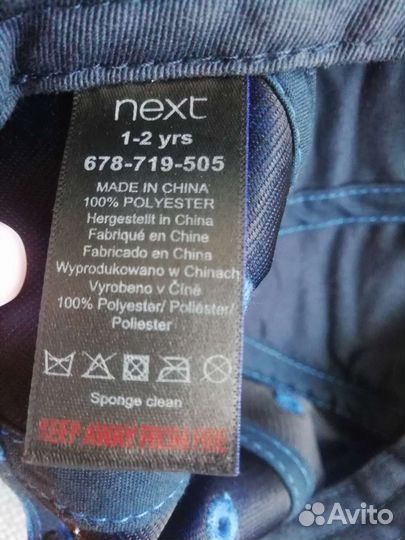 next
1-2 yrs
678-719-505
MADE IN CHINA
100% POLYESTER
Hergestellt in China
Fabriqué en Chine
Fabricado en China
Wyprodukowano w Chinach
Vyrobeno v Číně
100% Polyester/ Poliéster/
Poliester
Sponge clean
KEEP AWAY FROM FIRE
Avito